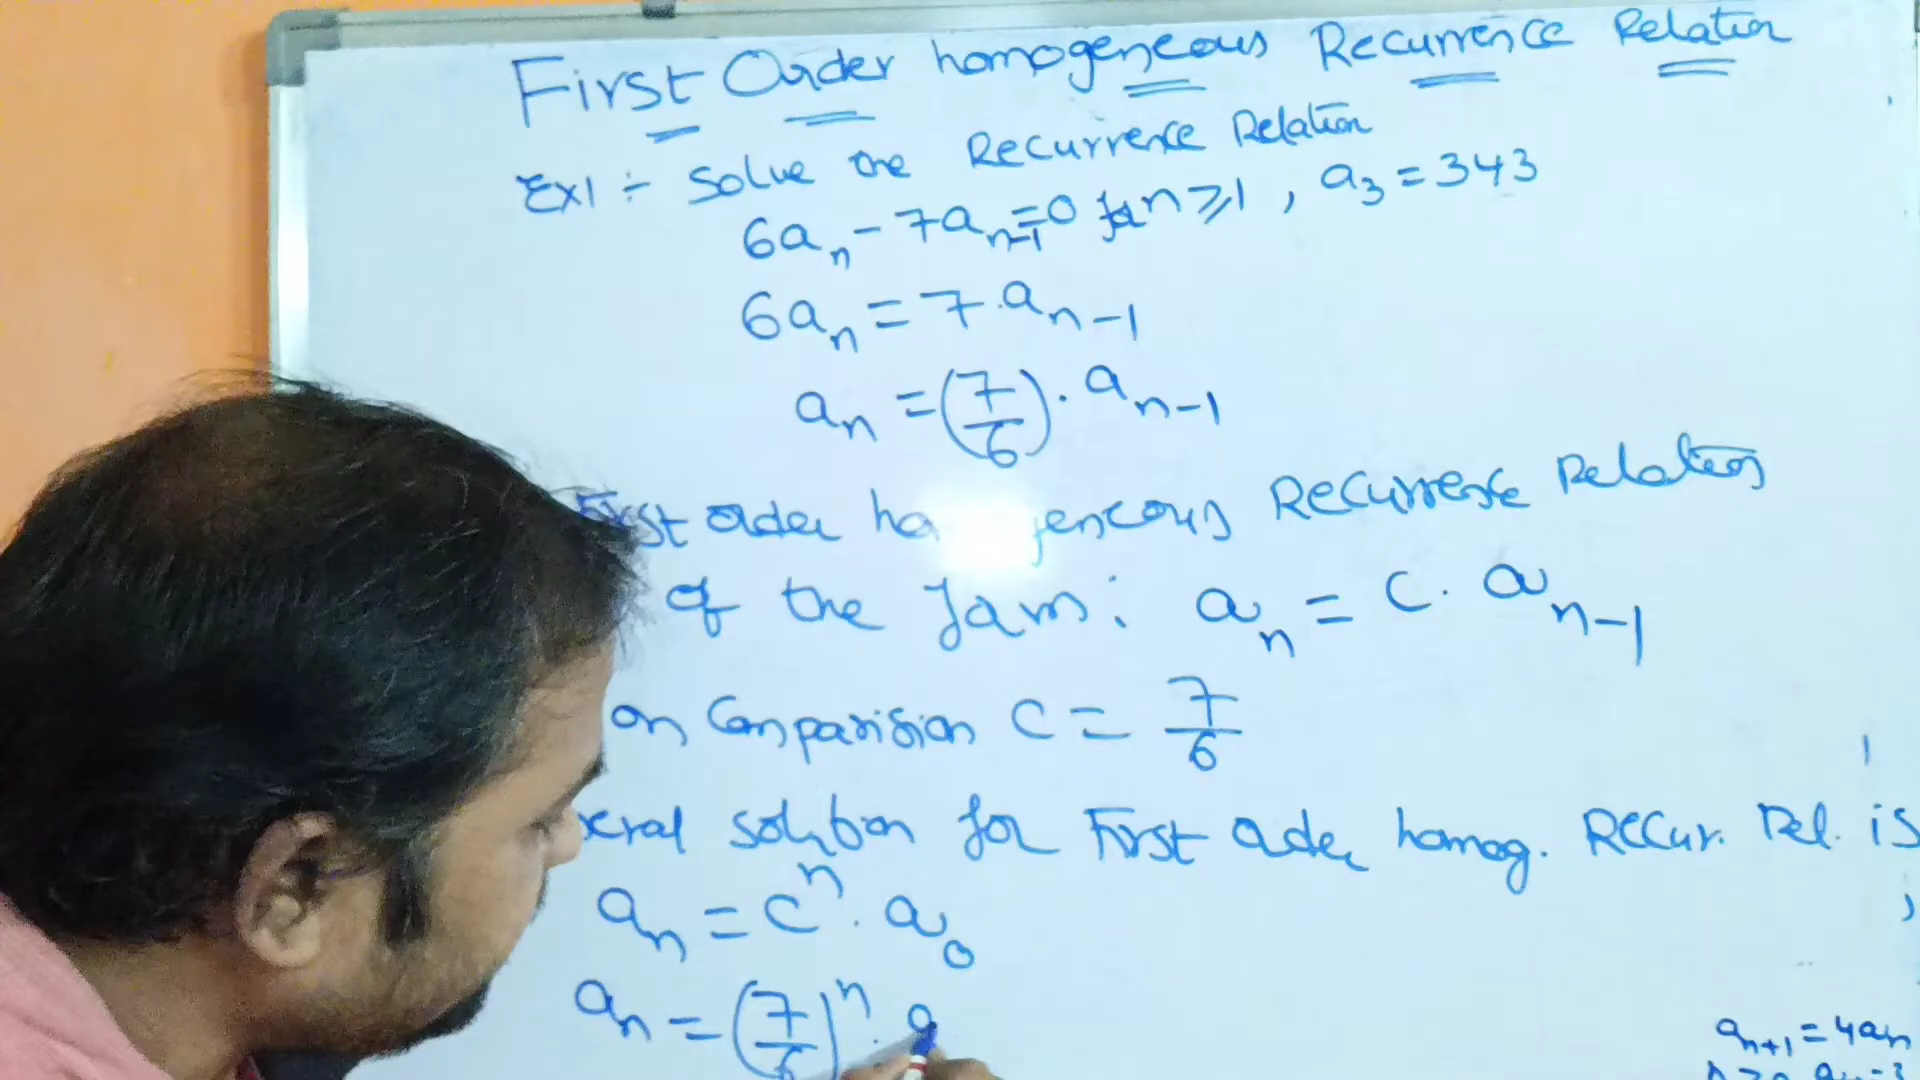 First Order homogeneous Recurrence Relation
Ex1 :- Solve the Recurrence Relation
6aₙ - 7aₙ₋₁ = 0 for n ≥ 1, a₃ = 343
6aₙ = 7.aₙ₋₁
aₙ = (7/6).aₙ₋₁
First order homogeneous Recurrence Relation
of the form: aₙ = c.aₙ₋₁
on Comparision c = 7/6
eral solution for First order homog. Recur. Rel. is
aₙ = cⁿ.a₀
aₙ = (7/6)ⁿ.a
aₙ₊₁ = 4aₙ